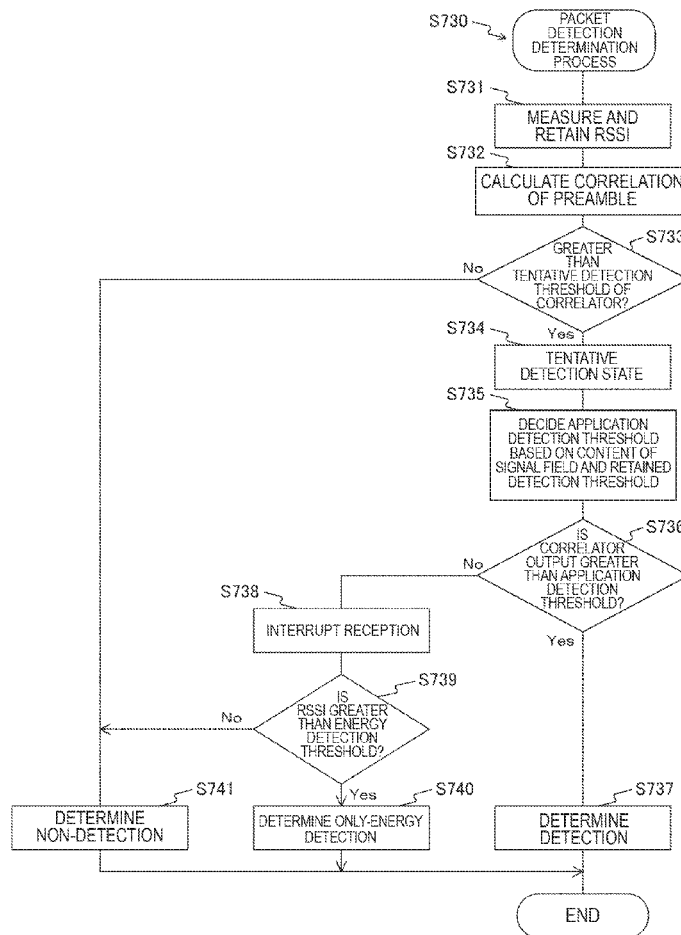 S730
PACKET
DETECTION
DETERMINATION
PROCESS
S731
MEASURE AND
RETAIN RSSI
S732
CALCULATE CORRELATION
OF PREAMBLE
S733
GREATER
THAN
TENTATIVE DETECTION
THRESHOLD OF
CORRELATOR?
No
Yes
S734
TENTATIVE
DETECTION STATE
S735
DECIDE APPLICATION
DETECTION THRESHOLD
BASED ON CONTENT OF
SIGNAL FIELD AND RETAINED
DETECTION THRESHOLD
S736
IS
CORRELATOR
OUTPUT GREATER
THAN APPLICATION
DETECTION
THRESHOLD?
No
Yes
S738
INTERRUPT RECEPTION
S739
IS
RSSI GREATER
THAN ENERGY
DETECTION
THRESHOLD?
No
Yes
S741
DETERMINE
NON-DETECTION
S740
DETERMINE ONLY-ENERGY
DETECTION
S737
DETERMINE
DETECTION
END